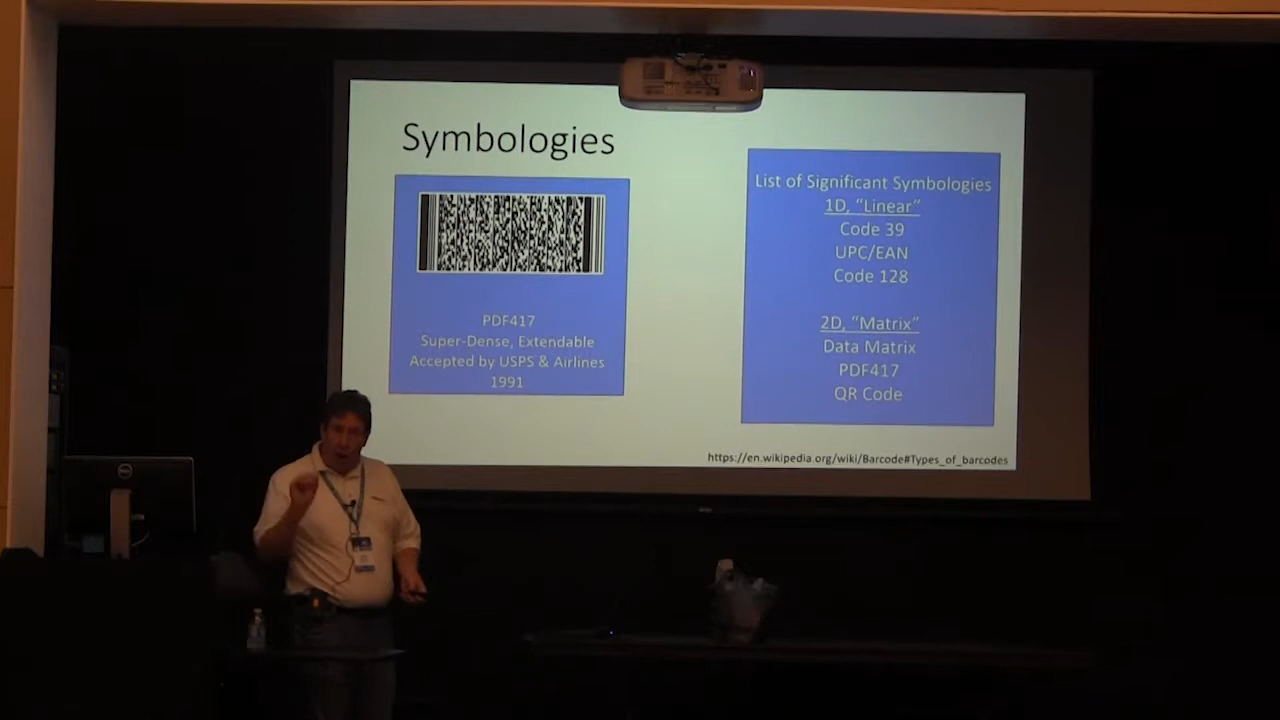 Symbologies
PDF417
Super-Dense, Extendable
Accepted by USPS & Airlines
1991
List of Significant Symbologies
1D, “Linear”
Code 39
UPC/EAN
Code 128
2D, “Matrix”
Data Matrix
PDF417
QR Code
https://en.wikipedia.org/wiki/Barcode#Types_of_barcodes
DELL